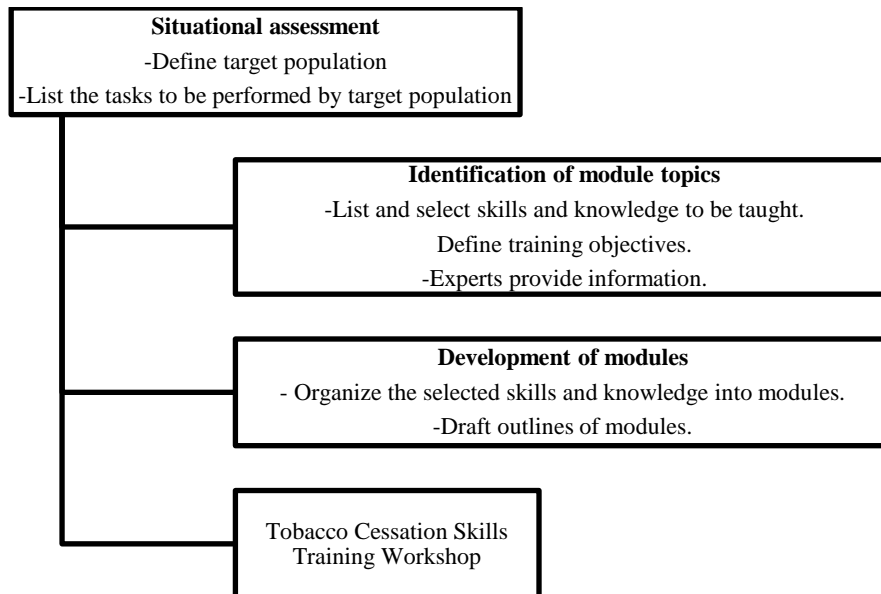 Situational assessment
-Define target population
-List the tasks to be performed by target population
Identification of module topics
-List and select skills and knowledge to be taught.
Define training objectives.
-Experts provide information.
Development of modules
- Organize the selected skills and knowledge into modules.
-Draft outlines of modules.
Tobacco Cessation Skills
Training Workshop